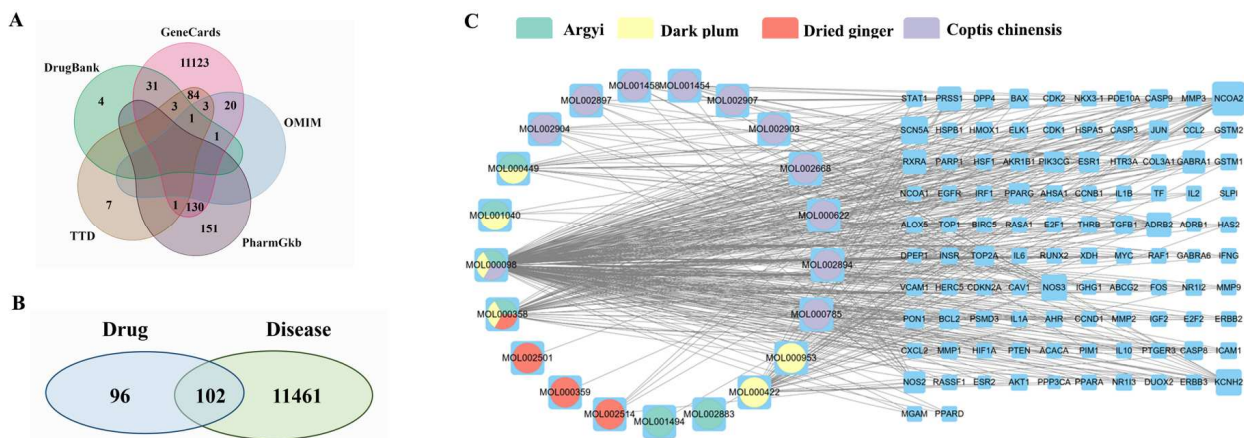 A
GeneCards
11123
DrugBank
31
84
4
3
3
20
1
OMIM
1
7
1
130
151
TTD
PharmGkb
B
Drug
Disease
96
102
11461
C
Argyi
Dark plum
Dried ginger
Coptis chinensis
MOL001458
MOL001454
MOL002897
MOL002907
MOL002904
MOL002903
MOL000449
MOL002668
MOL001040
MOL000622
MOL000098
MOL002894
MOL000358
MOL000785
MOL002501
MOL000953
MOL000359
MOL000422
MOL002514
MOL001494
MOL002883
STAT1 PRSS1 DPP4 BAX CDK2 NKX3-1 PDE10A CASP9 MMP3 NCOA2
SCN5A HSPB1 HMOX1 ELK1 CDK1 HSPA5 CASP3 JUN CCL2 GSTM2
RXRA PARP1 HSF1 AKR1B1 PIK3CG ESR1 HTR3A COL3A1 GABRA1 GSTM1
NCOA1 EGFR IRF1 PPARG AHSA1 CCNB1 IL1B TF IL2 SLPI
ALOX5 TOP1 BIRC5 RASA1 E2F1 THRB TGFB1 ADRB2 ADRB1 HAS2
DPEP1 INSR TOP2A IL6 RUNX2 XDH MYC RAF1 GABRA6 IFNG
VCAM1 HERC5 CDKN2A CAV1 NOS3 IGHG1 ABCG2 FOS NR1I2 MMP9
PON1 BCL2 PSMD3 IL1A AHR CCND1 MMP2 IGF2 E2F2 ERBB2
CXCL2 MMP1 HIF1A PTEN ACACA PIM1 IL10 PTGER3 CASP8 ICAM1
NOS2 RASSF1 ESR2 AKT1 PPP3CA PPARA NR1I3 DUOX2 ERBB3 KCNH2
MGAM PPARD